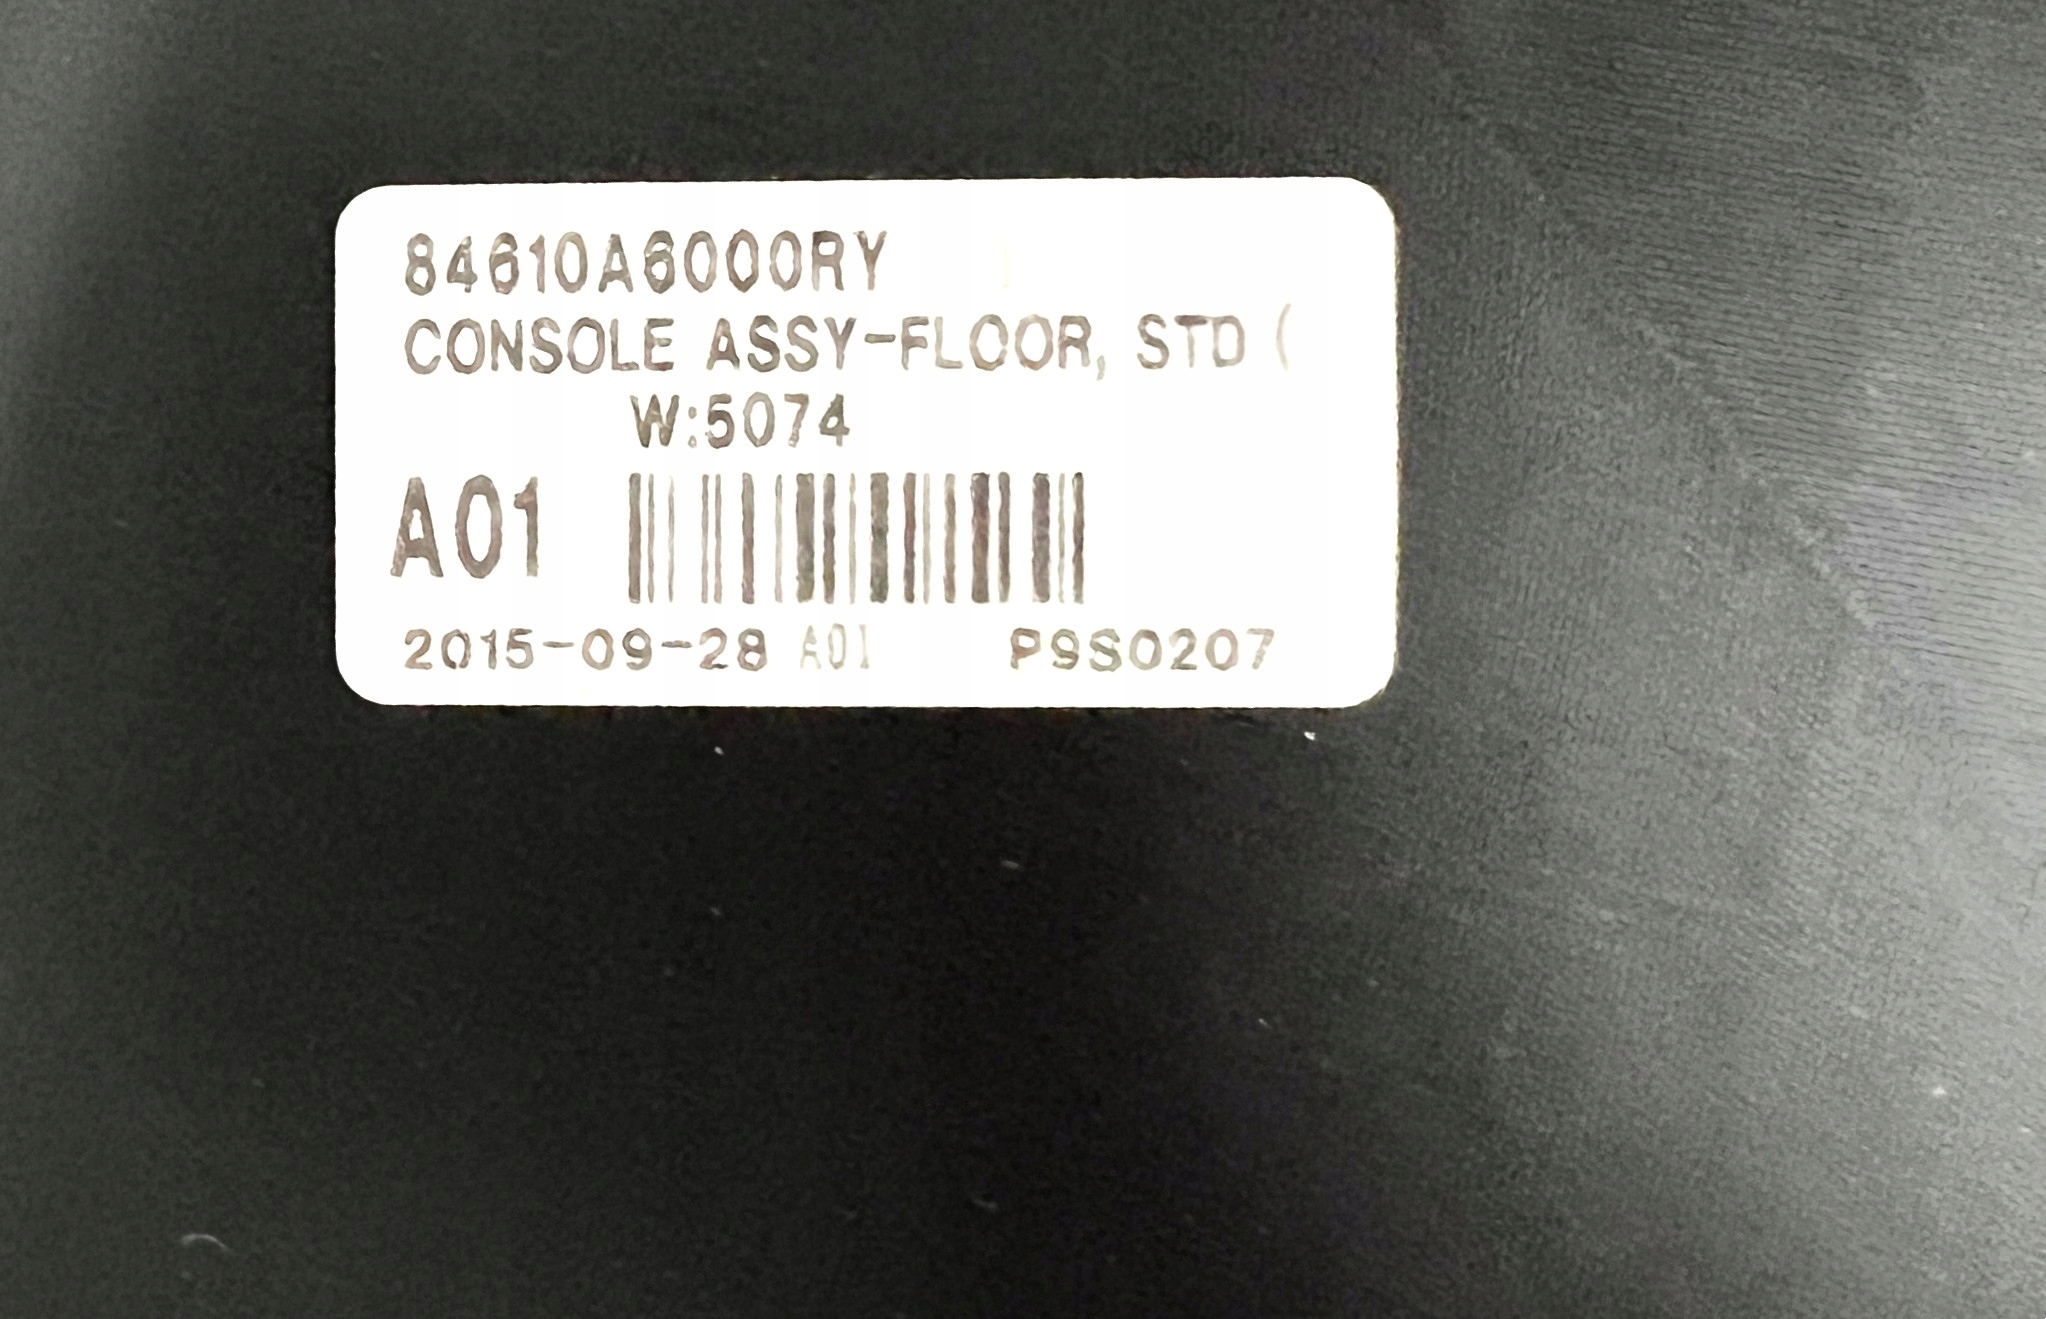 84610A6000RY
CONSOLE ASSY-FLOOR, STD (
W:5074
A01
2015-09-28 A01 P9S0207